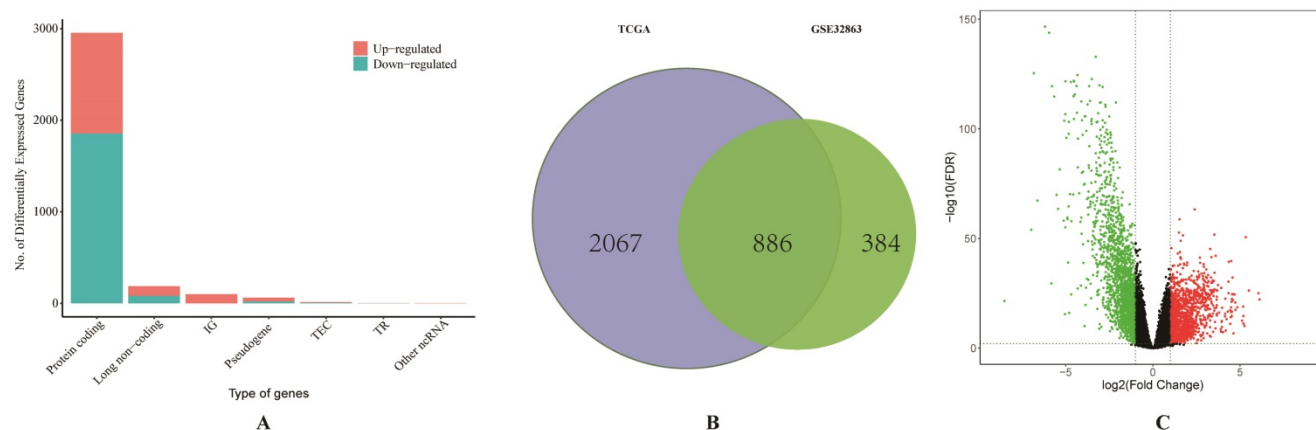 3000
2000
1000
0
No. of Differentially Expressed Genes
Up-regulated
Down-regulated
Protein coding
Long non-coding
IG
Pseudogene
TEC
TR
Other ncRNA
Type of genes
A
TCGA
GSE32863
2067
886
384
B
150
100
50
0
-log10(FDR)
-5
0
5
log2(Fold Change)
C